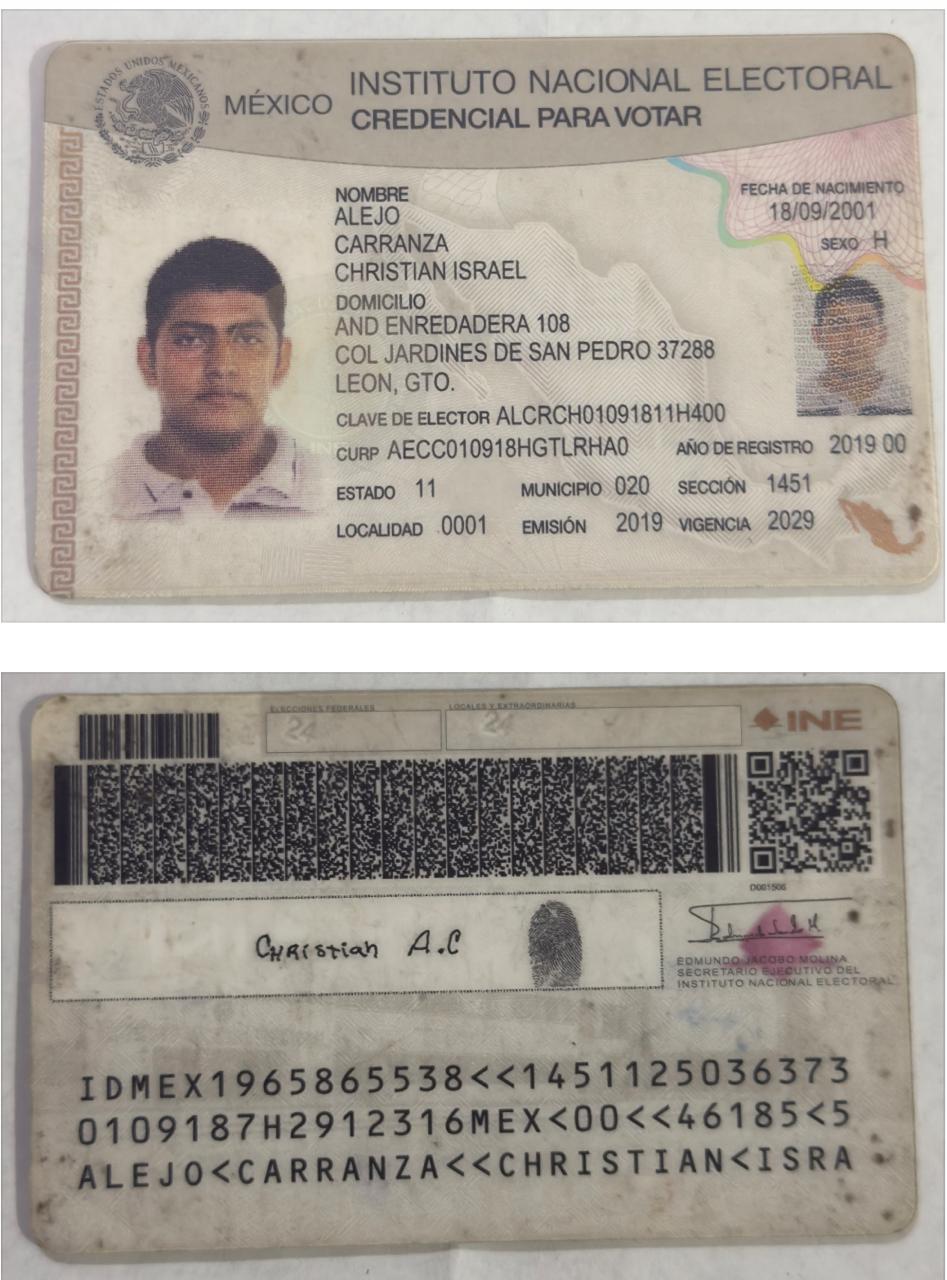 ESTADOS UNIDOS MEXICANOS
MÉXICO
INSTITUTO NACIONAL ELECTORAL
CREDENCIAL PARA VOTAR
NOMBRE
ALEJO
CARRANZA
CHRISTIAN ISRAEL
FECHA DE NACIMIENTO
18/09/2001
SEXO H
DOMICILIO
AND ENREDADERA 108
COL JARDINES DE SAN PEDRO 37288
LEON, GTO.
CLAVE DE ELECTOR ALCRCH01091811H400
CURP AECC010918HGTLRHA0 AÑO DE REGISTRO 2019 00
ESTADO 11 MUNICIPIO 020 SECCIÓN 1451
LOCALIDAD 0001 EMISIÓN 2019 VIGENCIA 2029
ELECCIONES FEDERALES LOCALES Y EXTRAORDINARIAS
24 24
INE
D001506
Christian A.C
EDMUNDO JACOBO MOLINA
SECRETARIO EJECUTIVO DEL
INSTITUTO NACIONAL ELECTORAL
IDMEX1965865538<<1451125036373
0109187H2912316MEX<00<<46185<5
ALEJO<CARRANZA<<CHRISTIAN<ISRA